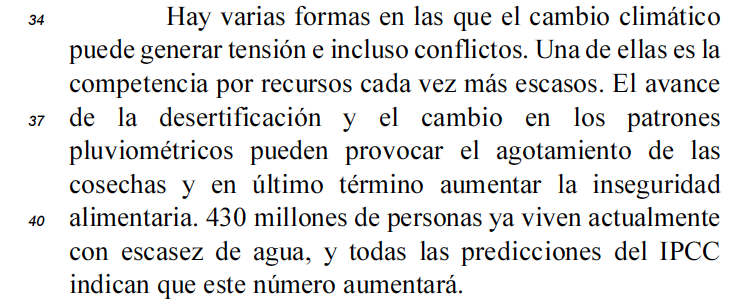 34 Hay varias formas en las que el cambio climático
puede generar tensión e incluso conflictos. Una de ellas es la
competencia por recursos cada vez más escasos. El avance
37 de la desertificación y el cambio en los patrones
pluviométricos pueden provocar el agotamiento de las
cosechas y en último término aumentar la inseguridad
40 alimentaria. 430 millones de personas ya viven actualmente
con escasez de agua, y todas las predicciones del IPCC
indican que este número aumentará.